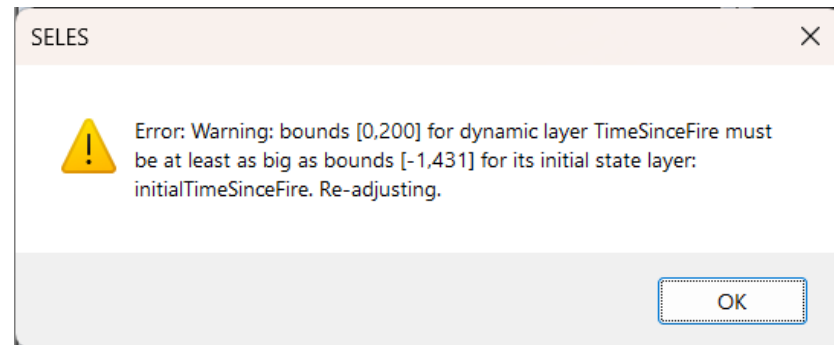 SELES
Error: Warning: bounds [0,200] for dynamic layer TimeSinceFire must
be at least as big as bounds [-1,431] for its initial state layer:
initialTimeSinceFire. Re-adjusting.
OK